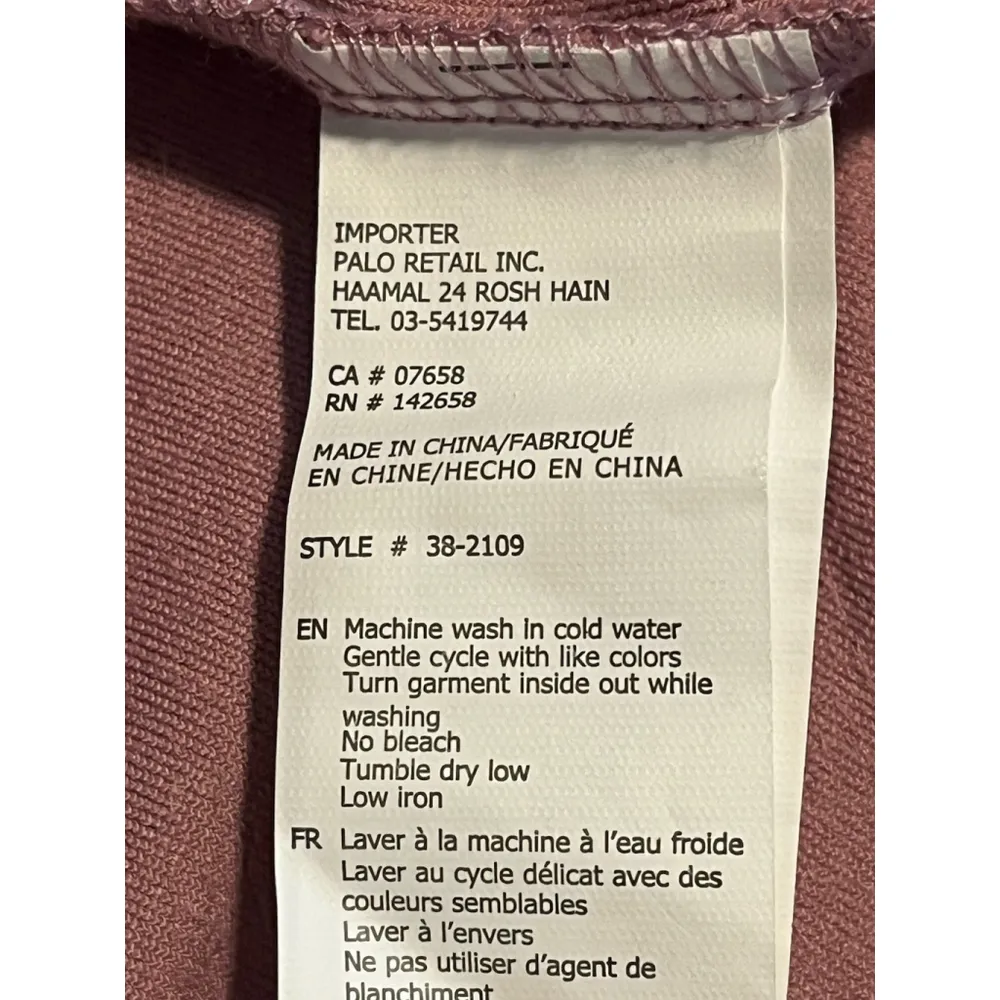 IMPORTER
PALO RETAIL INC.
HAAMAL 24 ROSH HAIN
TEL. 03-5419744
CA # 07658
RN # 142658
MADE IN CHINA/FABRIQUÉ
EN CHINE/HECHO EN CHINA
STYLE # 38-2109
EN Machine wash in cold water
Gentle cycle with like colors
Turn garment inside out while
washing
No bleach
Tumble dry low
Low iron
FR Laver à la machine à l'eau froide
Laver au cycle délicat avec des
couleurs semblables
Laver à l'envers
Ne pas utiliser d'agent de
blanchiment